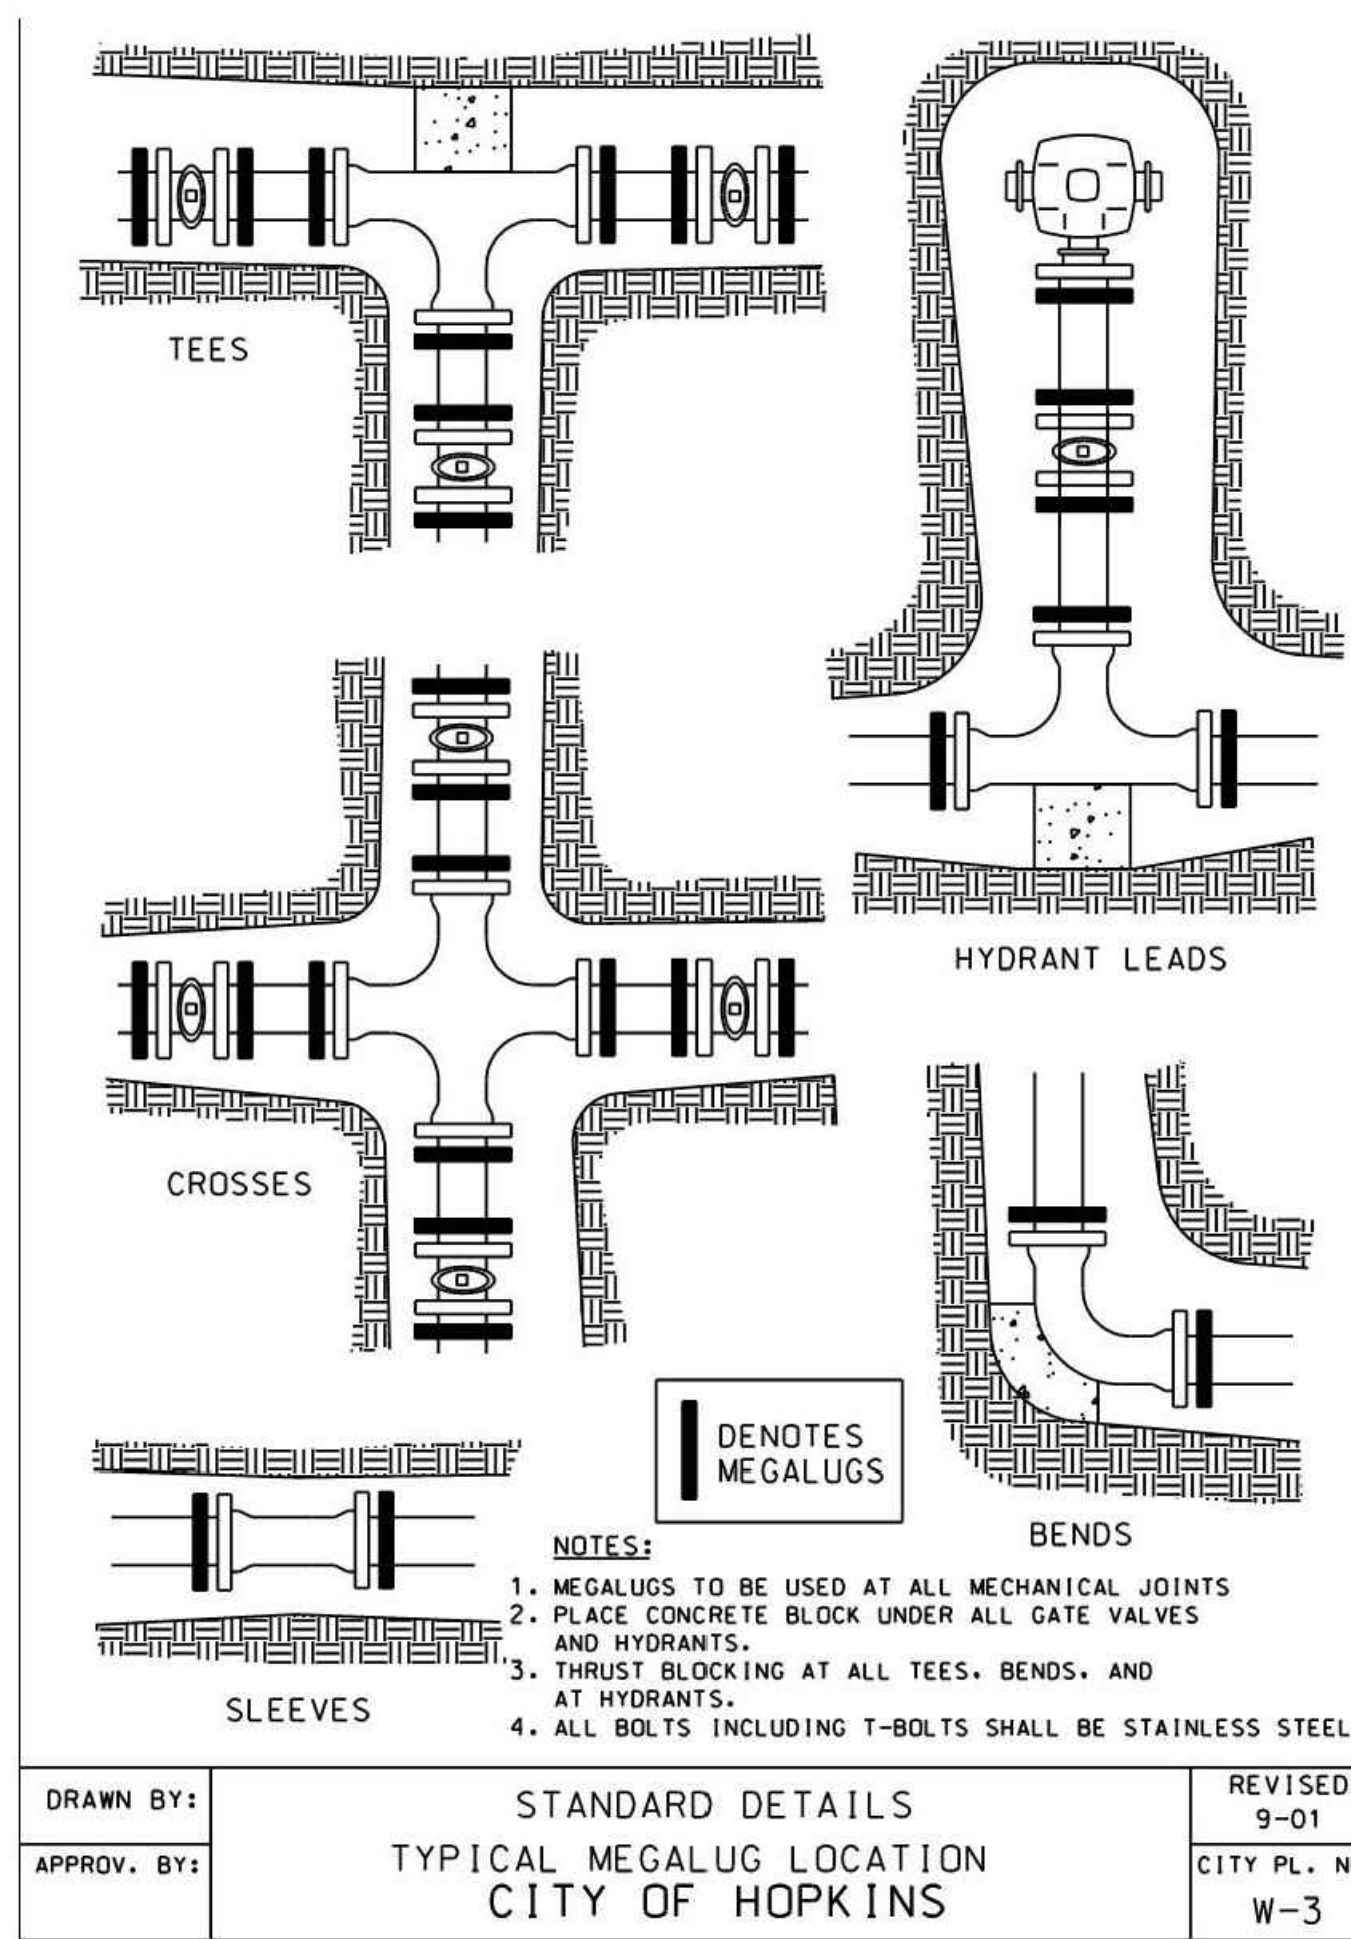 TEES
HYDRANT LEADS
CROSSES
DENOTES
MEGALUGS
BENDS
SLEEVES
NOTES:
1. MEGALUGS TO BE USED AT ALL MECHANICAL JOINTS
2. PLACE CONCRETE BLOCK UNDER ALL GATE VALVES
AND HYDRANTS.
3. THRUST BLOCKING AT ALL TEES. BENDS. AND
AT HYDRANTS.
4. ALL BOLTS INCLUDING T-BOLTS SHALL BE STAINLESS STEEL
DRAWN BY:
APPROV. BY:
STANDARD DETAILS
TYPICAL MEGALUG LOCATION
CITY OF HOPKINS
REVISED
9-01
CITY PL. N
W-3